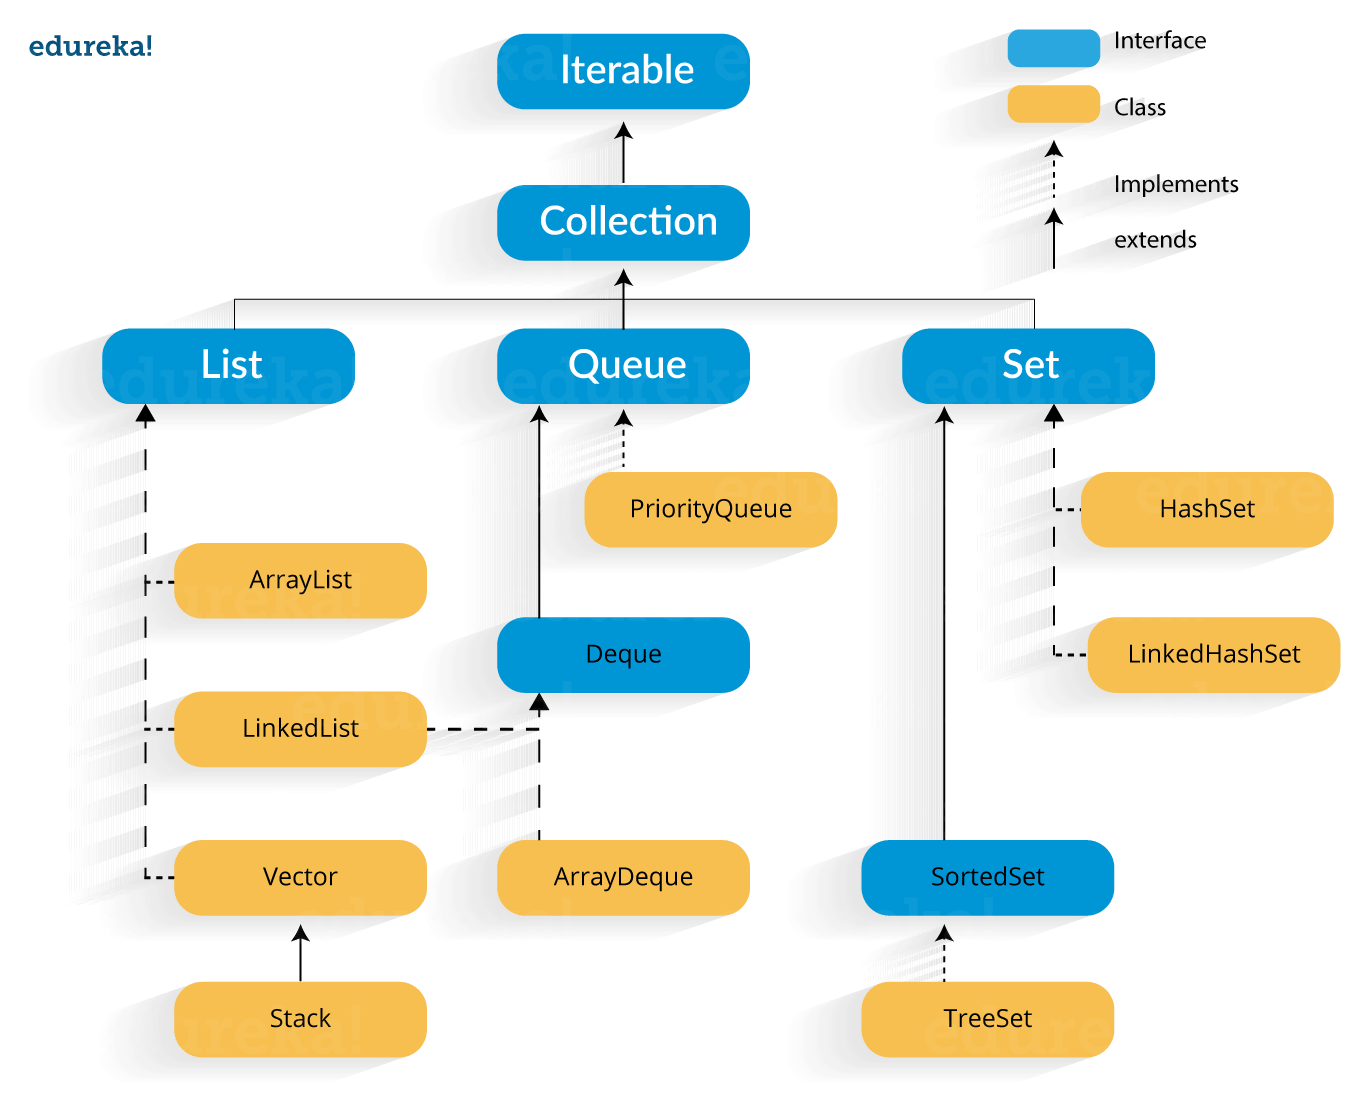 edureka!
Iterable
Interface
Class
Collection
Implements
extends
List
Queue
Set
PriorityQueue
HashSet
ArrayList
Deque
LinkedHashSet
LinkedList
Vector
ArrayDeque
SortedSet
Stack
TreeSet